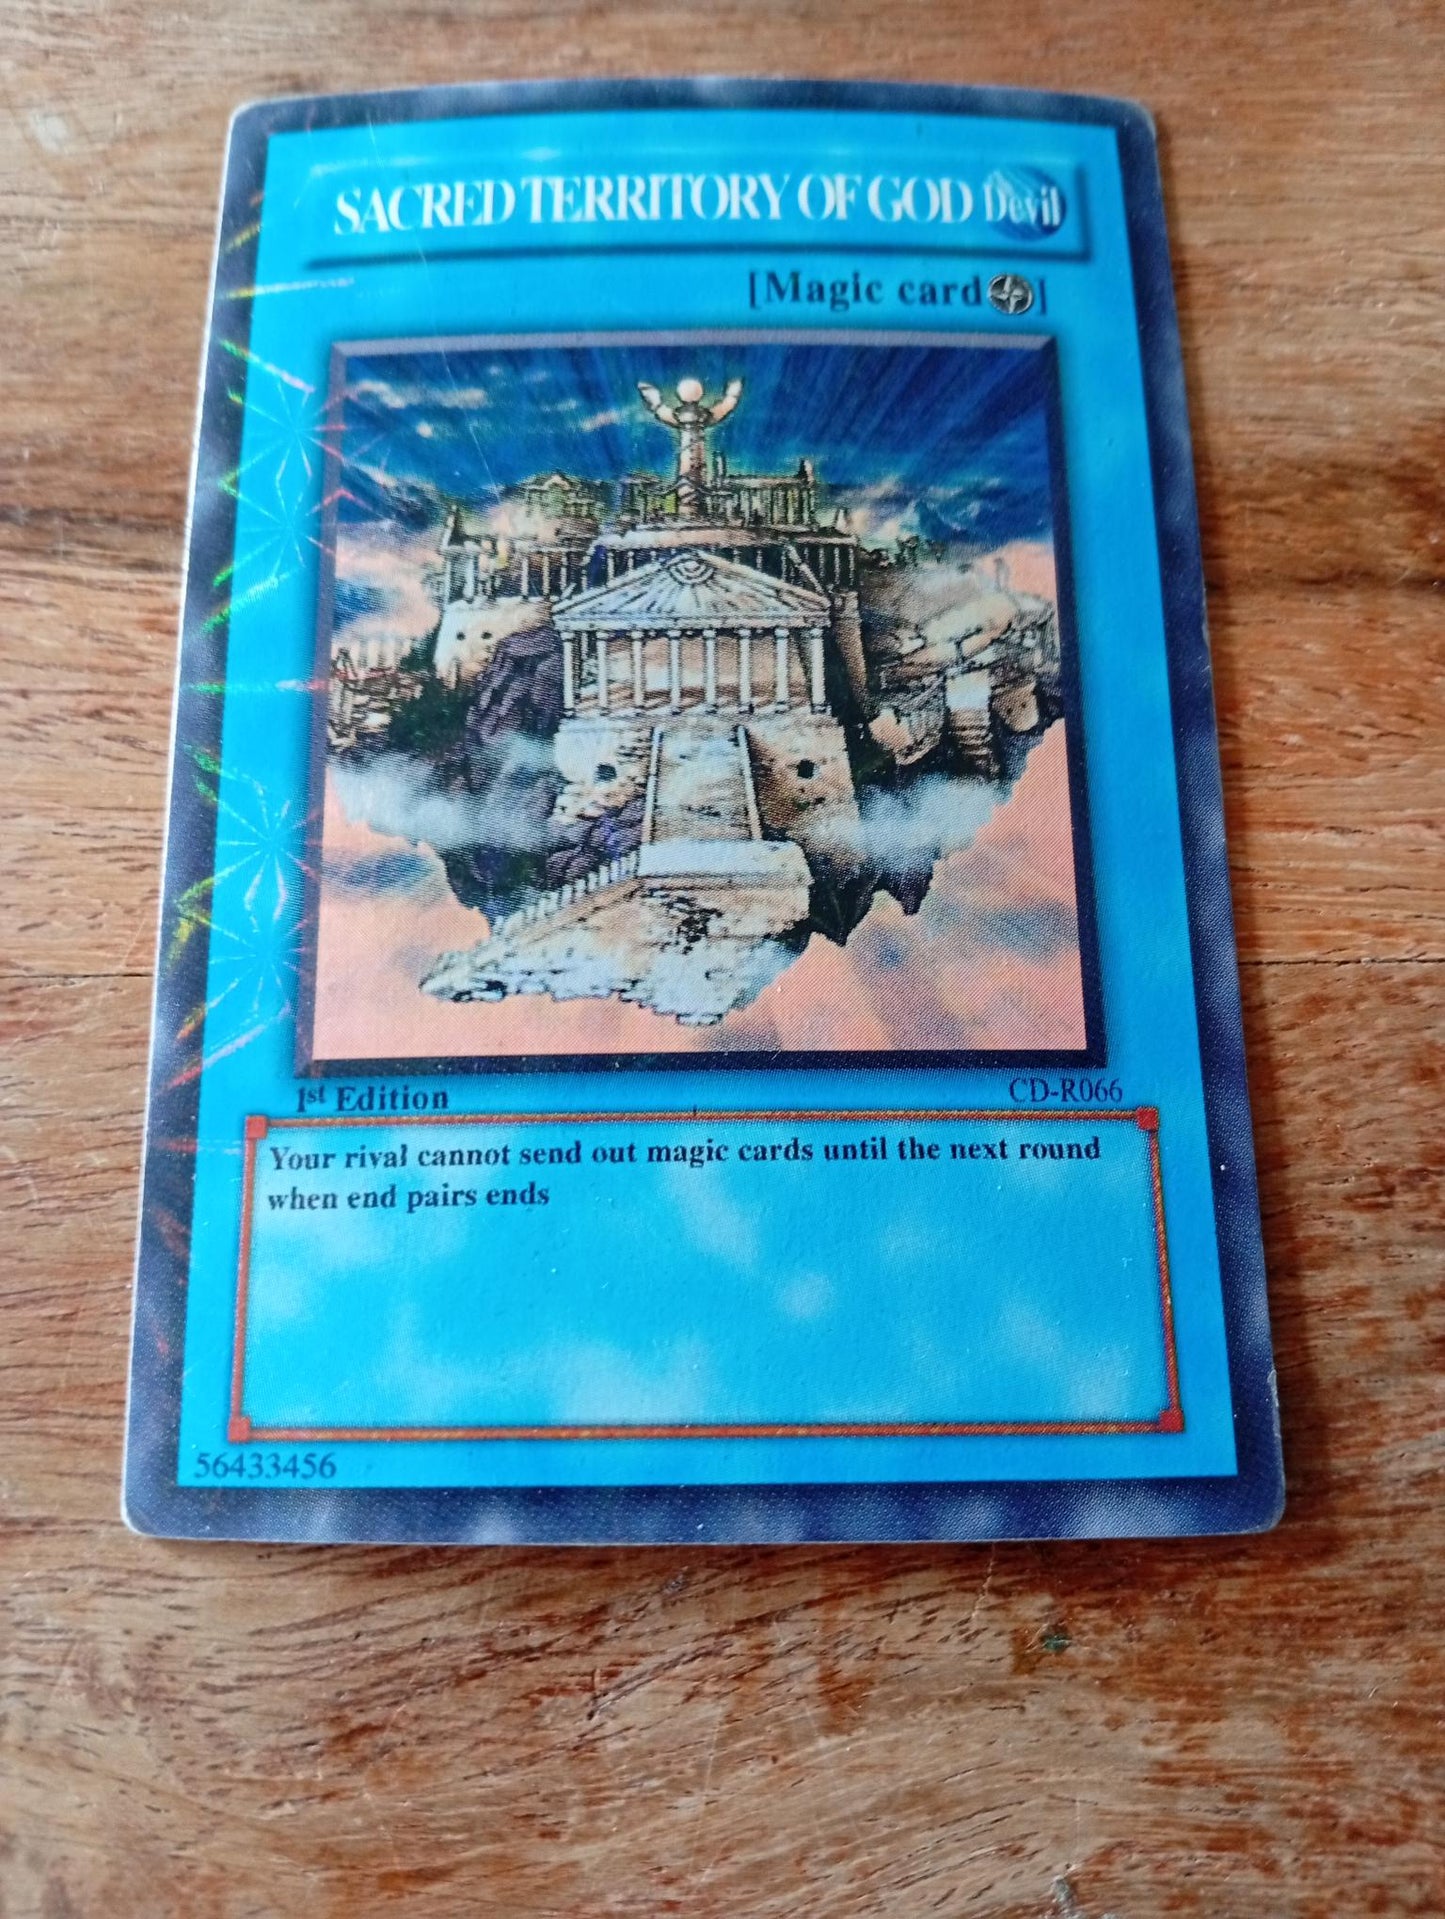 SACRED TERRITORY OF GOD Devil
[Magic card]
1st Edition CD-R066
Your rival cannot send out magic cards until the next round
when end pairs ends
56433456